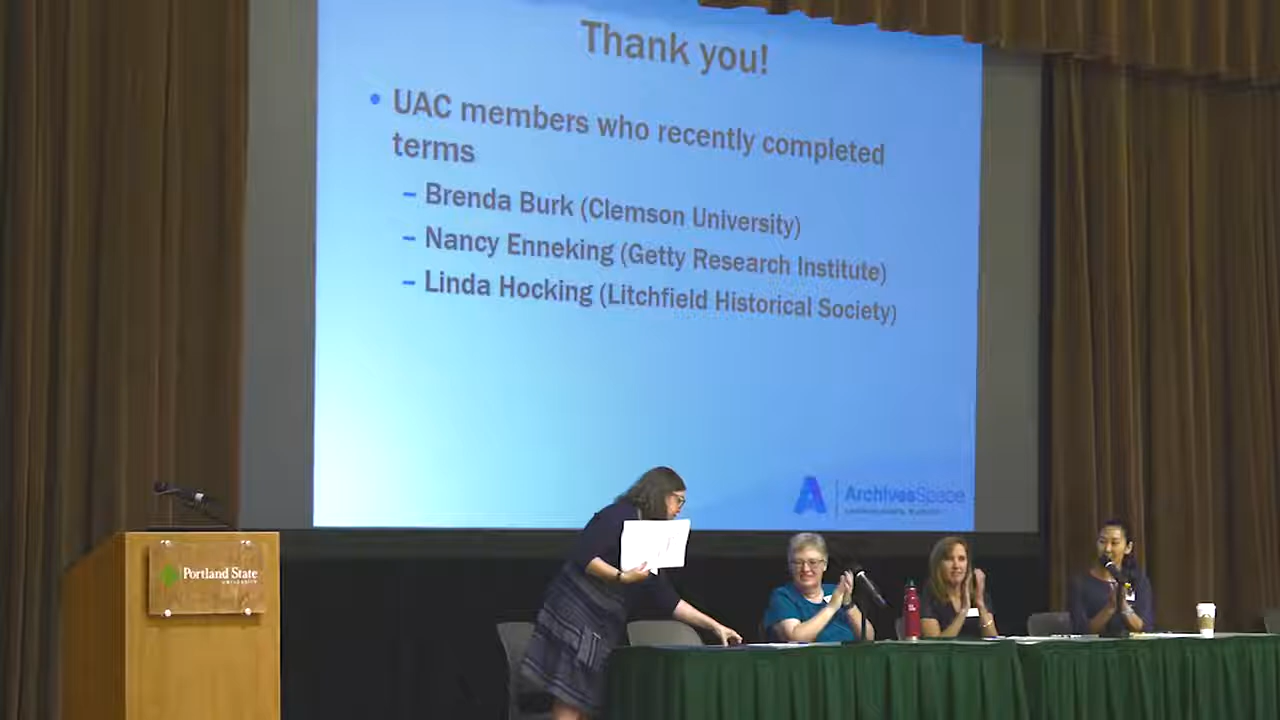 Thank you!
• UAC members who recently completed
terms
– Brenda Burk (Clemson University)
– Nancy Enneking (Getty Research Institute)
– Linda Hocking (Litchfield Historical Society)
ArchivesSpace
Portland State
UNIVERSITY